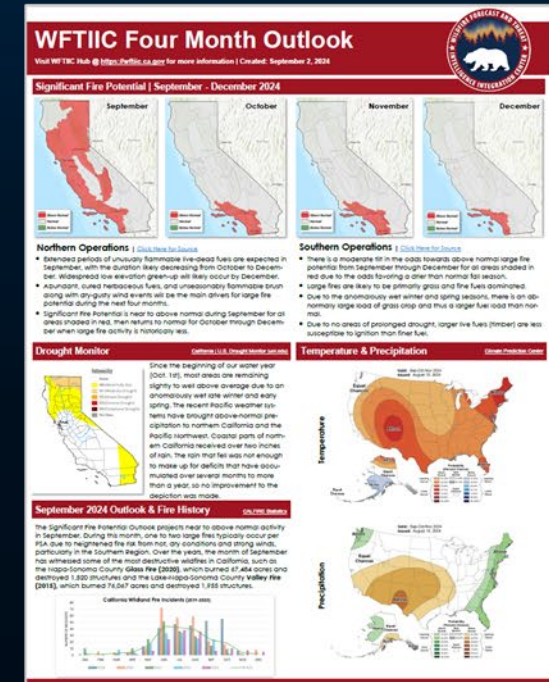 WFTIIC Four Month Outlook
Visit WFTIIC Hub @ https://wftiic.ca.gov for more information | Created: September 2, 2024
WILDFIRE FORECAST AND THREAT
INTELLIGENCE INTEGRATION CENTER
Significant Fire Potential | September - December 2024
September
October
November
December
Northern Operations | Click Here for Source
• Extended periods of unusually flammable live-dead fuels are expected in
September, with the duration likely decreasing from October to Decem-
ber. Widespread low elevation green-up will likely occur by December.
• Abundant, cured herbaceous fuels, and unseasonably flammable brush
along with dry-gusty wind events will be the main drivers for large fire
potential during the next four months.
• Significant Fire Potential is near to above normal during September for all
areas shaded in red, then returns to normal for October through Decem-
ber when large fire activity is historically less.
Southern Operations | Click Here for Source
• There is a moderate tilt in the odds towards above normal large fire
potential from September through December for all areas shaded in
red due to the odds favoring a drier than normal fall season.
• Large fires are likely to be primarily grass and fine fuels dominated.
• Due to the anomalously wet winter and spring seasons, there is an ab-
normally large load of grass crop and thus a larger fuel load than nor-
mal.
• Due to no areas of prolonged drought, larger live fuels (timber) are less
susceptible to ignition than finer fuel.
Drought Monitor
California | U.S. Drought Monitor (unl.edu)
Since the beginning of our water year
(Oct. 1st), most areas are remaining
slightly to well above average due to an
anomalously wet late winter and early
spring. The recent Pacific weather sys-
tems have brought above-normal pre-
cipitation to northern California and the
Pacific Northwest. Coastal parts of north-
ern California received over two inches
of rain. The rain that fell was not enough
to make up for deficits that have accu-
mulated over several months to more
than a year, so no improvement to the
depiction was made.
Temperature & Precipitation
Climate Prediction Center
Temperature
Equal
Chances
Precipitation
Equal
Chances
September 2024 Outlook & Fire History
CAL FIRE Statistics
The Significant Fire Potential Outlook projects near to above normal activity
in September. During this month, one to two large fires typically occur per
PSA due to heightened fire risk from hot, dry conditions and strong winds,
particularly in the Southern Region. Over the years, the month of September
has witnessed some of the most destructive wildfires in California, such as
the Napa-Sonoma County Glass Fire (2020), which burned 67,484 acres and
destroyed 1,520 structures and the Lake-Napa-Sonoma County Valley Fire
(2015), which burned 76,067 acres and destroyed 1,955 structures.